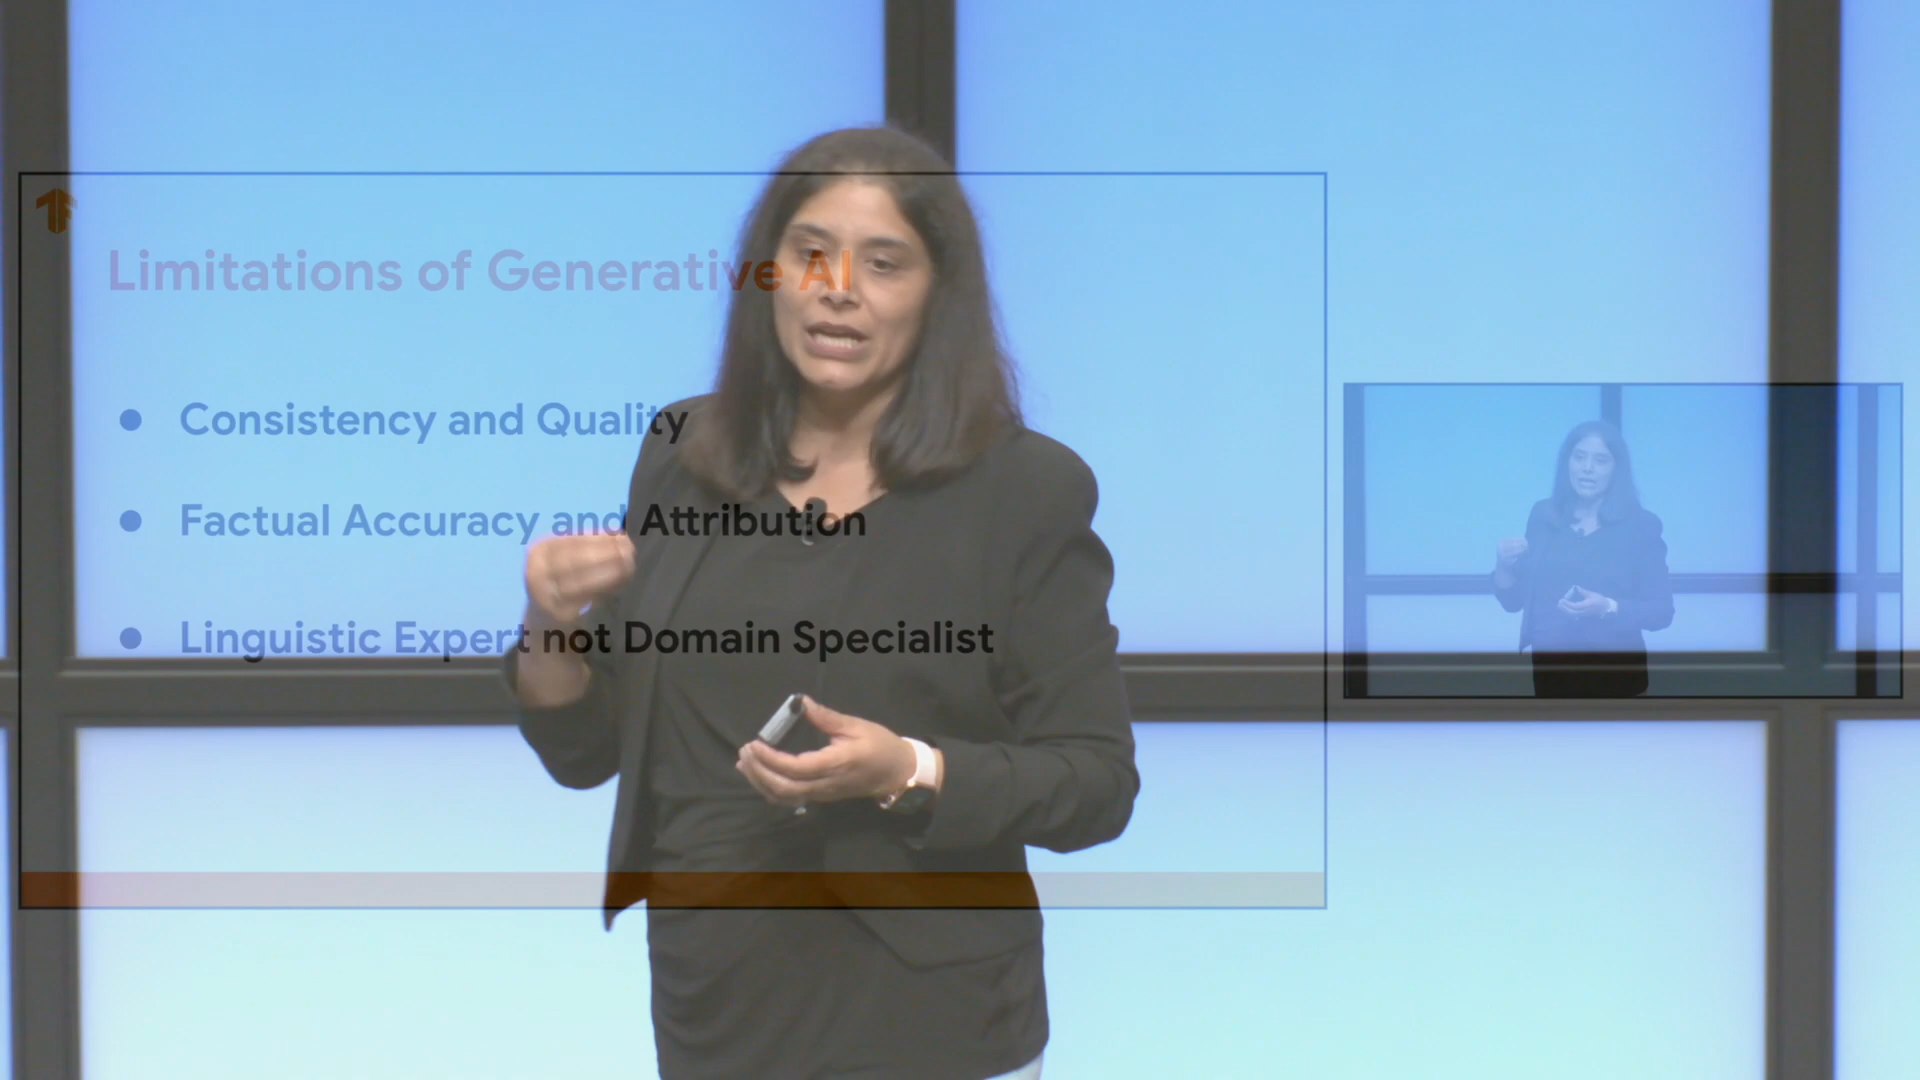 Limitations of Generative AI
Consistency and Quality
Factual Accuracy and Attribution
Linguistic Expert not Domain Specialist